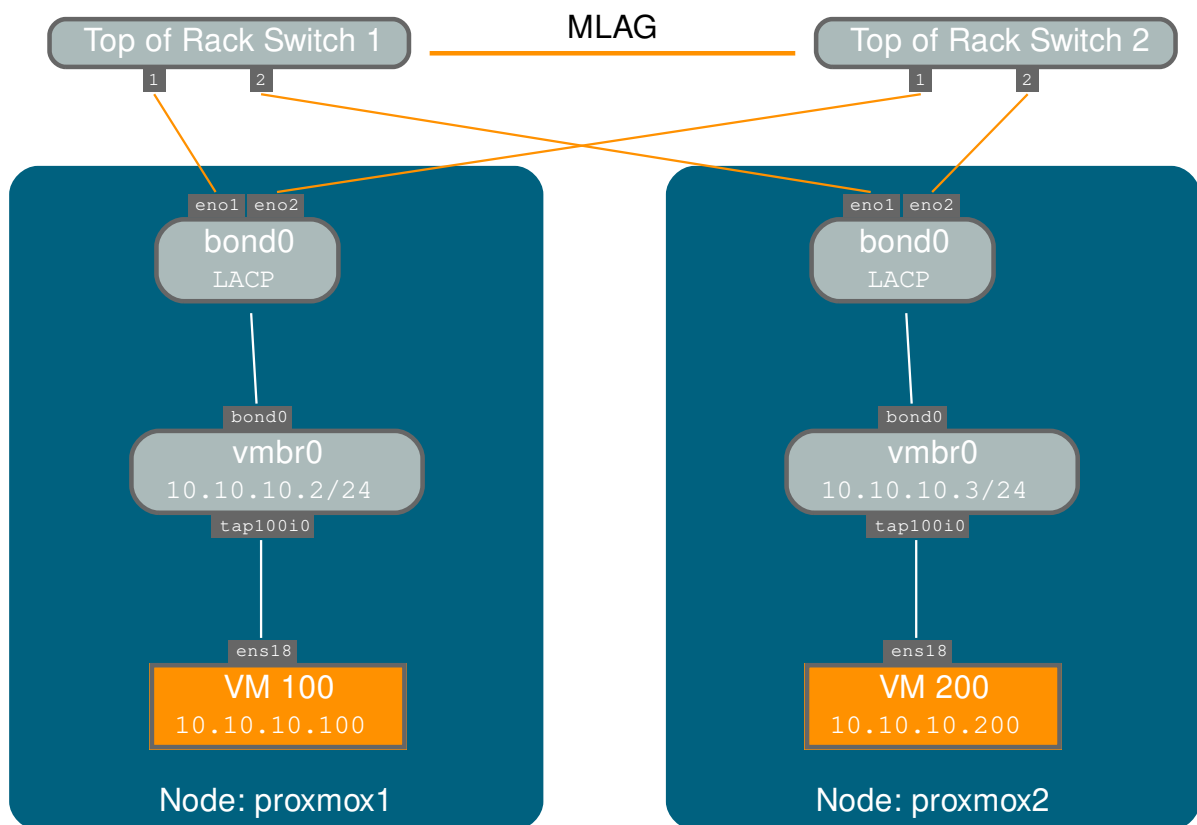 MLAG
Top of Rack Switch 1
Top of Rack Switch 2
1 2
1 2
eno1 eno2
eno1 eno2
bond0
LACP
bond0
LACP
bond0
bond0
vmbr0
10.10.10.2/24
vmbr0
10.10.10.3/24
tap100i0
tap100i0
ens18
ens18
VM 100
10.10.10.100
VM 200
10.10.10.200
Node: proxmox1
Node: proxmox2